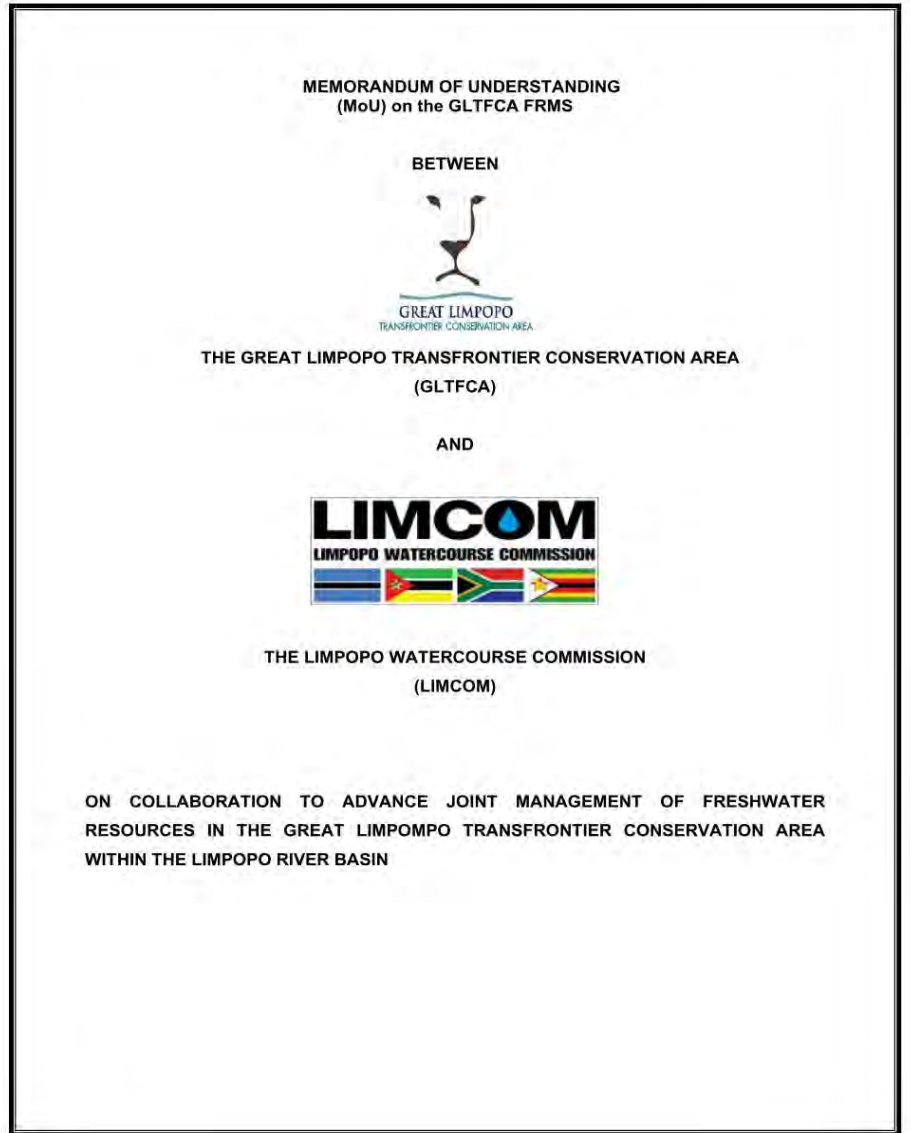 MEMORANDUM OF UNDERSTANDING
(MoU) on the GLTFCA FRMS
BETWEEN
GREAT LIMPOPO
TRANSFRONTIER CONSERVATION AREA
THE GREAT LIMPOPO TRANSFRONTIER CONSERVATION AREA
(GLTFCA)
AND
LIMCOM
LIMPOPO WATERCOURSE COMMISSION
THE LIMPOPO WATERCOURSE COMMISSION
(LIMCOM)
ON COLLABORATION TO ADVANCE JOINT MANAGEMENT OF FRESHWATER
RESOURCES IN THE GREAT LIMPOMPO TRANSFRONTIER CONSERVATION AREA
WITHIN THE LIMPOPO RIVER BASIN